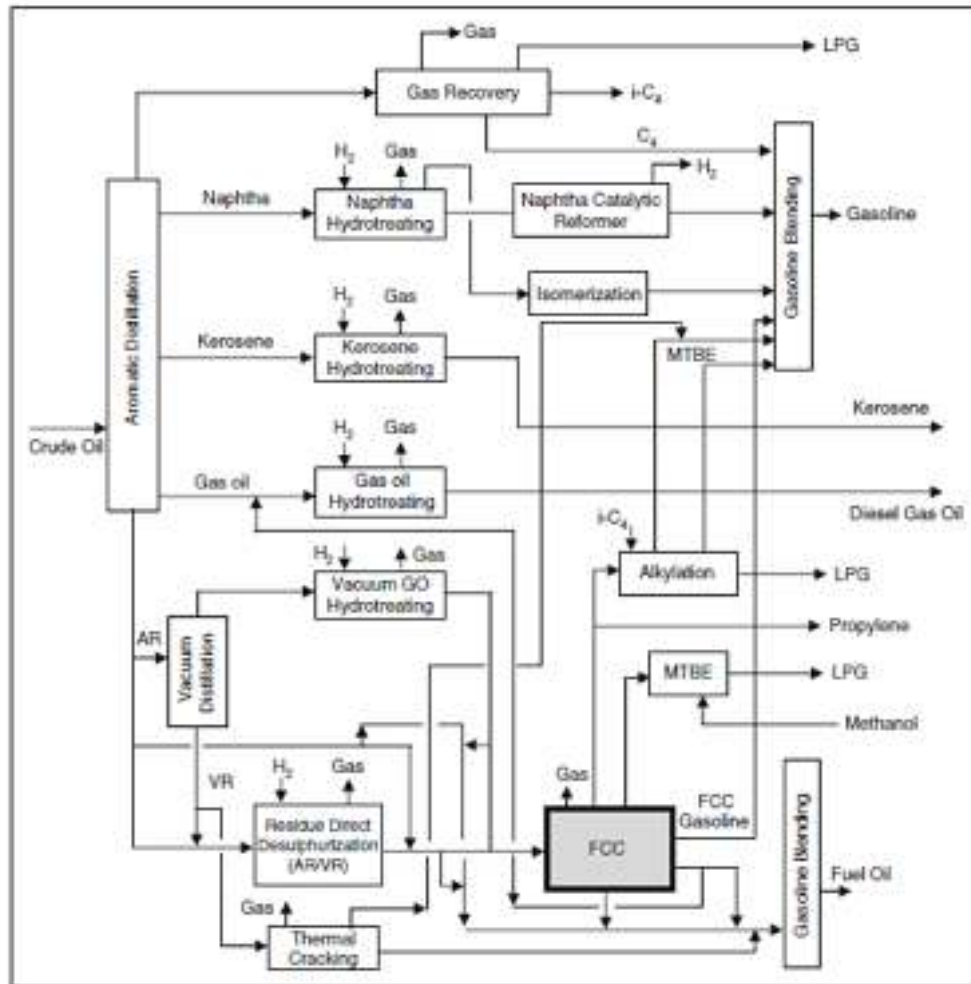 Gas
LPG
Gas Recovery
i-C4
C4
H2
Gas
H2
Naphtha
Naphtha
Hydrotreating
Naphtha Catalytic
Reformer
Gasoline
Gasoline Blending
Aromatic Distillation
Isomerization
H2
Gas
Kerosene
Kerosene
Hydrotreating
MTBE
Kerosene
Crude Oil
H2
Gas
Gas oil
Gas oil
Hydrotreating
Diesel Gas Oil
i-C4
H2
Gas
Vacuum GO
Hydrotreating
Alkylation
LPG
AR
Vacuum
Distillation
Propylene
MTBE
LPG
Methanol
VR
H2
Gas
Gas
Residue Direct
Desulphurtization
(AR/VR)
FCC
FCC
Gasoline
Gasoline Blending
Fuel Oil
Gas
Thermal
Cracking